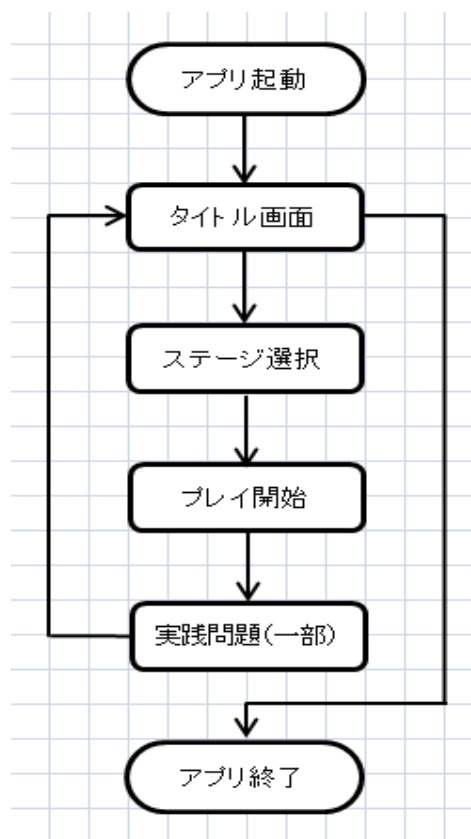 アプリ起動
タイトル画面
ステージ選択
プレイ開始
実践問題(一部)
アプリ終了